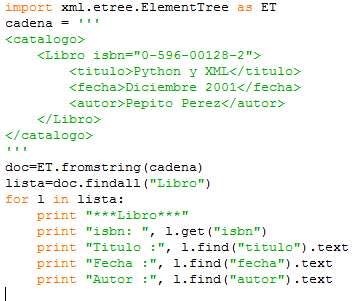 import xml.etree.ElementTree as ET
cadena = '''
<catalogo>
    <Libro isbn="0-596-00128-2">
        <titulo>Python y XML</titulo>
        <fecha>Diciembre 2001</fecha>
        <autor>Pepito Perez</autor>
    </Libro>
</catalogo>
'''
doc=ET.fromstring(cadena)
lista=doc.findall("Libro")
for l in lista:
    print "***Libro***"
    print "isbn: ", l.get("isbn")
    print "Titulo :", l.find("titulo").text
    print "Fecha :", l.find("fecha").text
    print "Autor :", l.find("autor").text